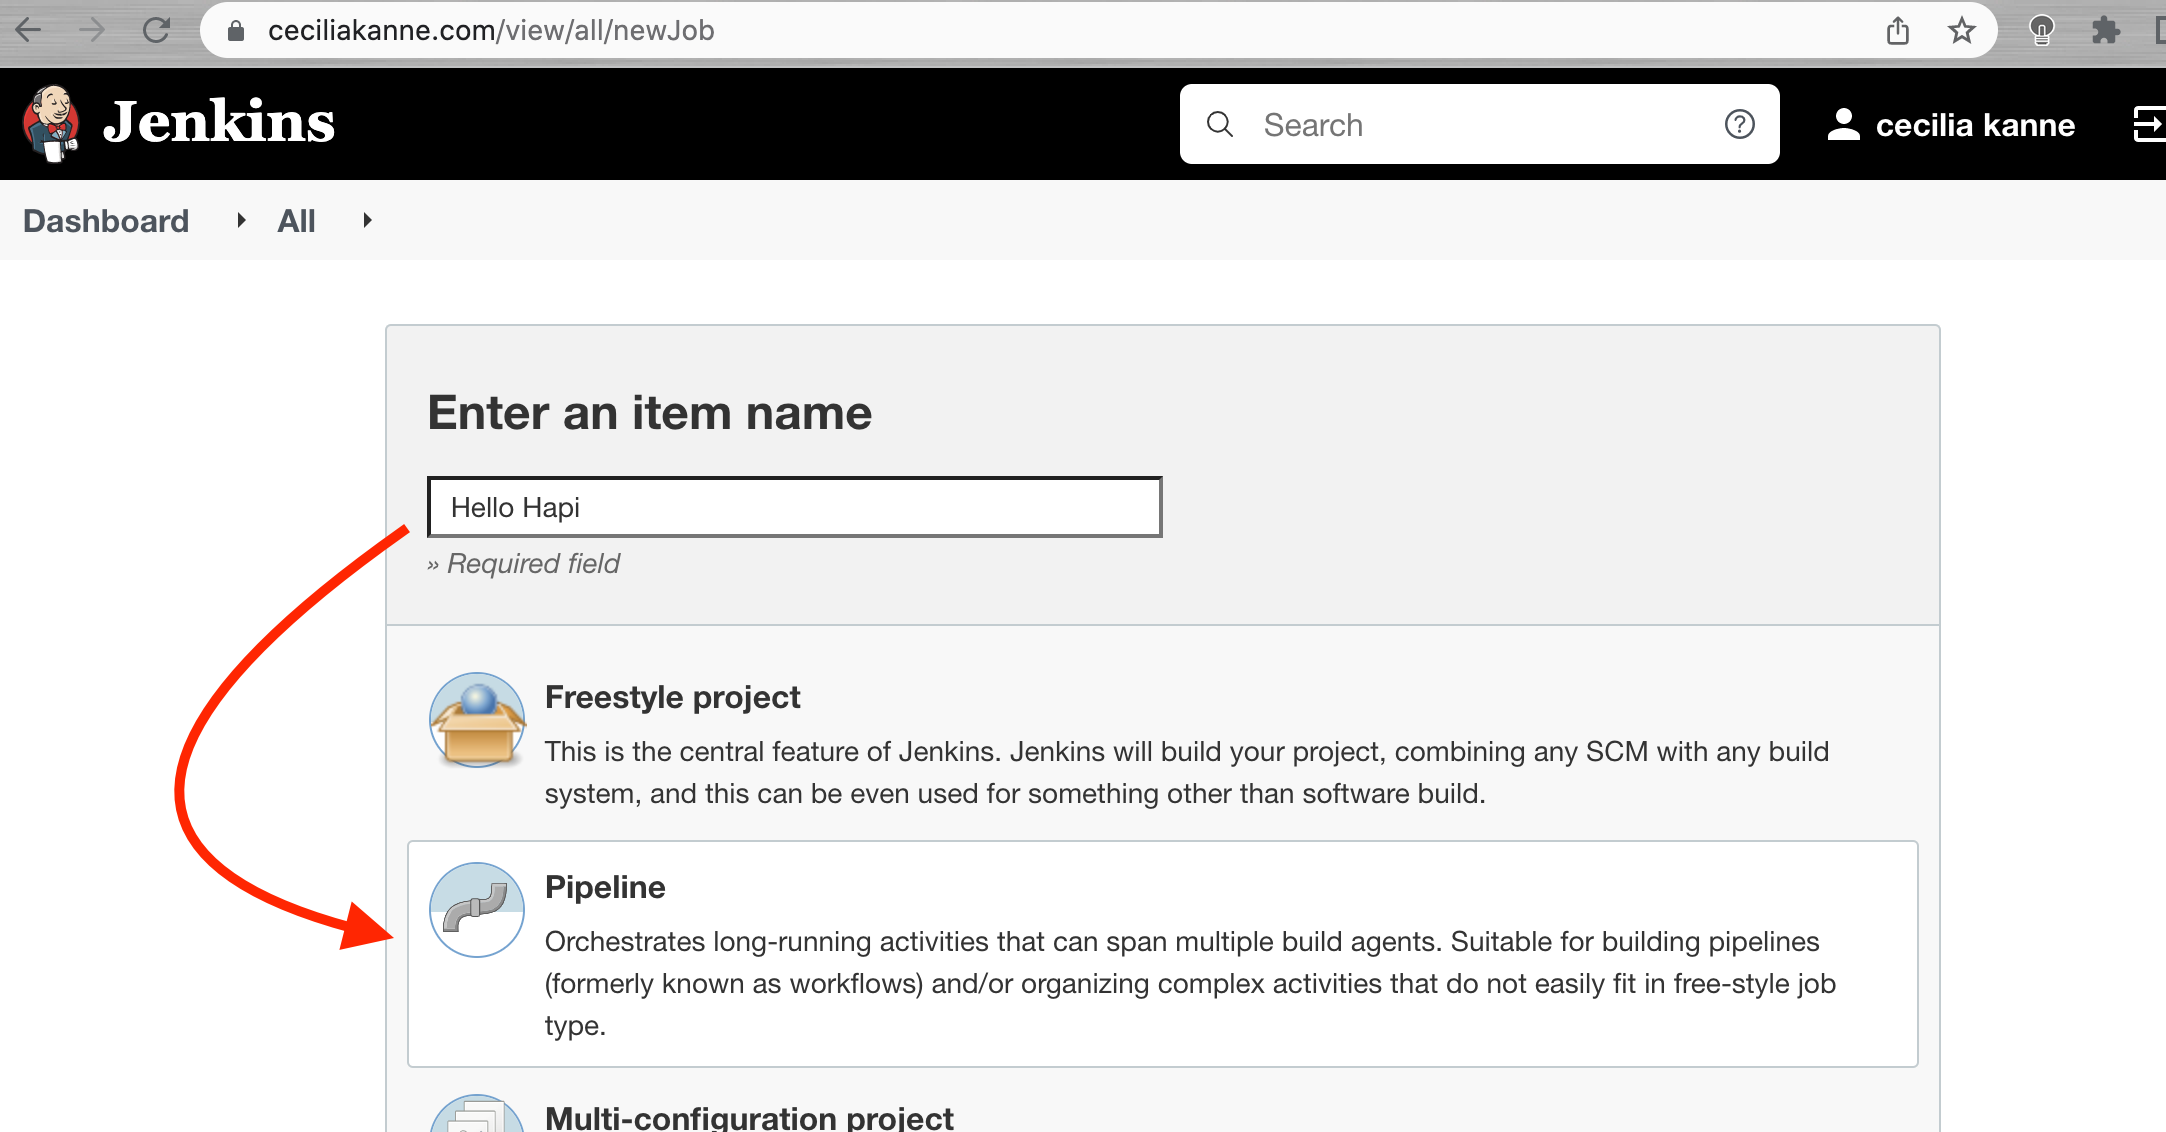 ceciliakanne.com/view/all/newJob
Jenkins
Search
cecilia kanne
Dashboard
All
Enter an item name
Hello Hapi
» Required field
Freestyle project
This is the central feature of Jenkins. Jenkins will build your project, combining any SCM with any build
system, and this can be even used for something other than software build.
Pipeline
Orchestrates long-running activities that can span multiple build agents. Suitable for building pipelines
(formerly known as workflows) and/or organizing complex activities that do not easily fit in free-style job
type.
Multi-configuration project